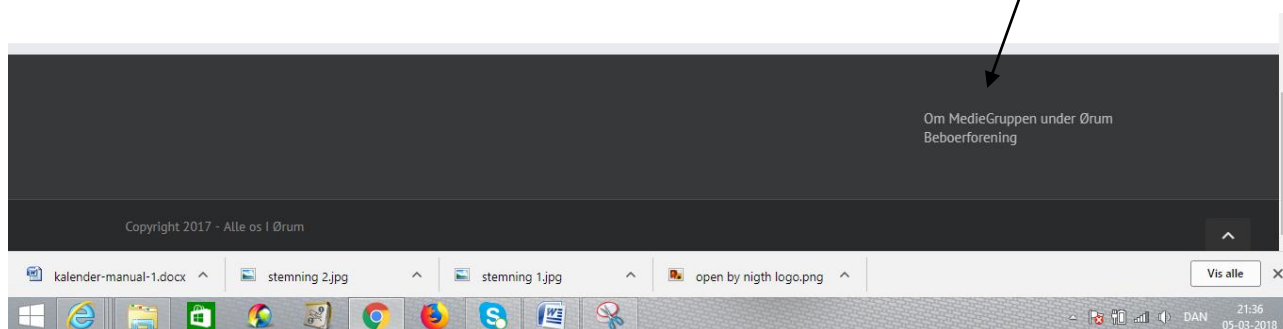 Om MedieGruppen under Ørum
Beboerforening
Copyright 2017 - Alle os I Ørum
kalender-manual-1.docx
stemning 2.jpg
stemning 1.jpg
open by nigth logo.png
Vis alle
DAN
21:36
05-03-2018